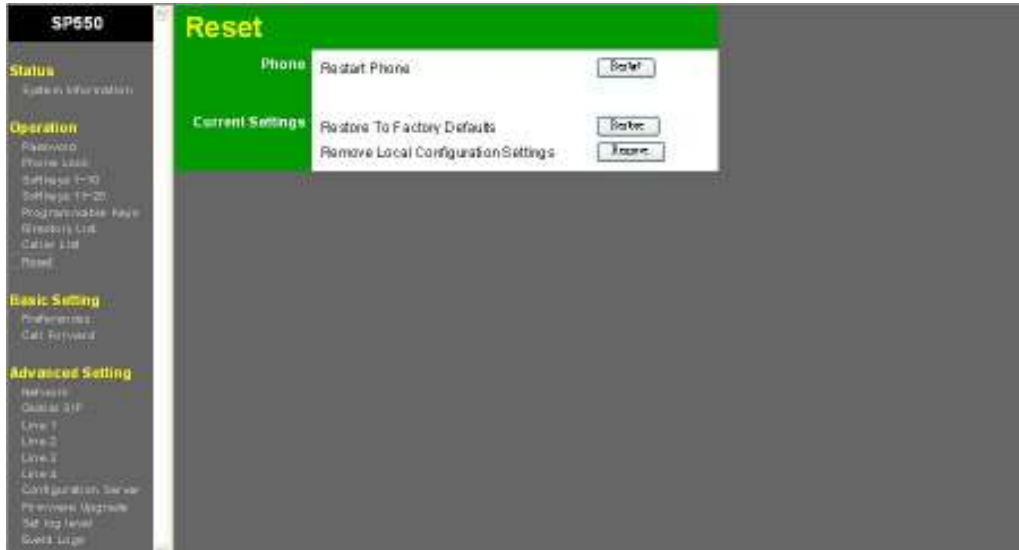 SP550
Status
System Information
Operation
Password
Phone Lock
Softkeys 1-10
Softkeys 11-20
Programmable Keys
Directory List
Caller List
Reset
Basic Setting
Preferences
Call Forward
Advanced Setting
Network
Global SIP
Line 1
Line 2
Line 3
Line 4
Configuration Server
Firmware Upgrade
Set log level
Event Logs
Reset
Phone
Restart Phone
Restart
Current Settings
Restore To Factory Defaults
Restore
Remove Local Configuration Settings
Remove